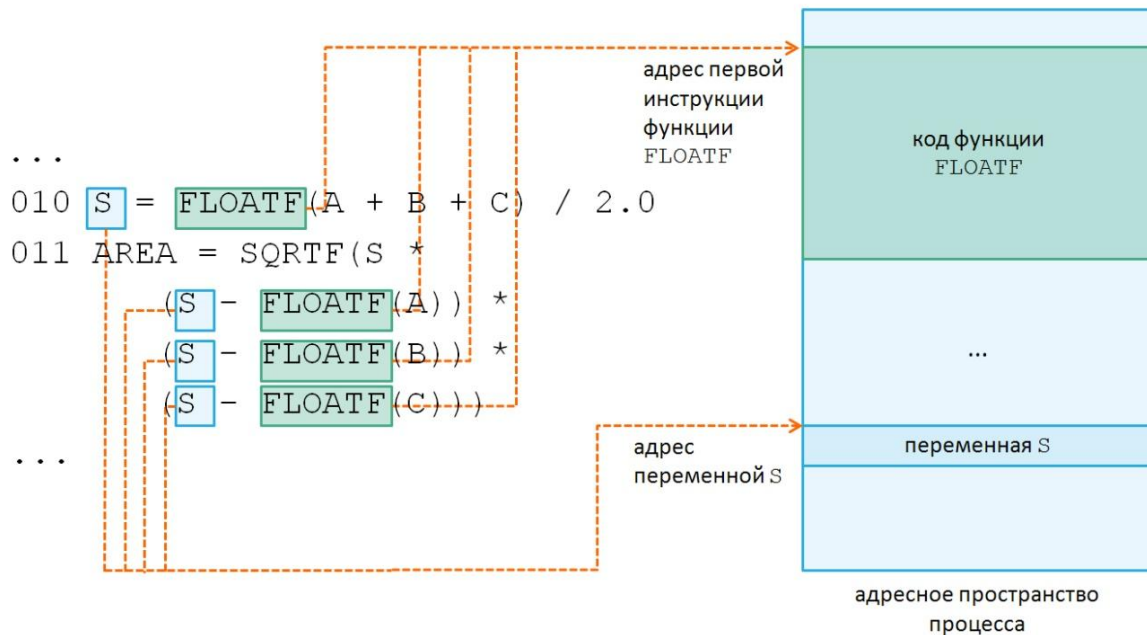 адрес первой
инструкции
функции
FLOATF
код функции
FLOATF
...
010 S = FLOATF(A + B + C) / 2.0
011 AREA = SQRTF(S *
(S - FLOATF(A)) *
(S - FLOATF(B)) *
(S - FLOATF(C)))
...
...
адрес
переменной S
переменная S
адресное пространство
процесса